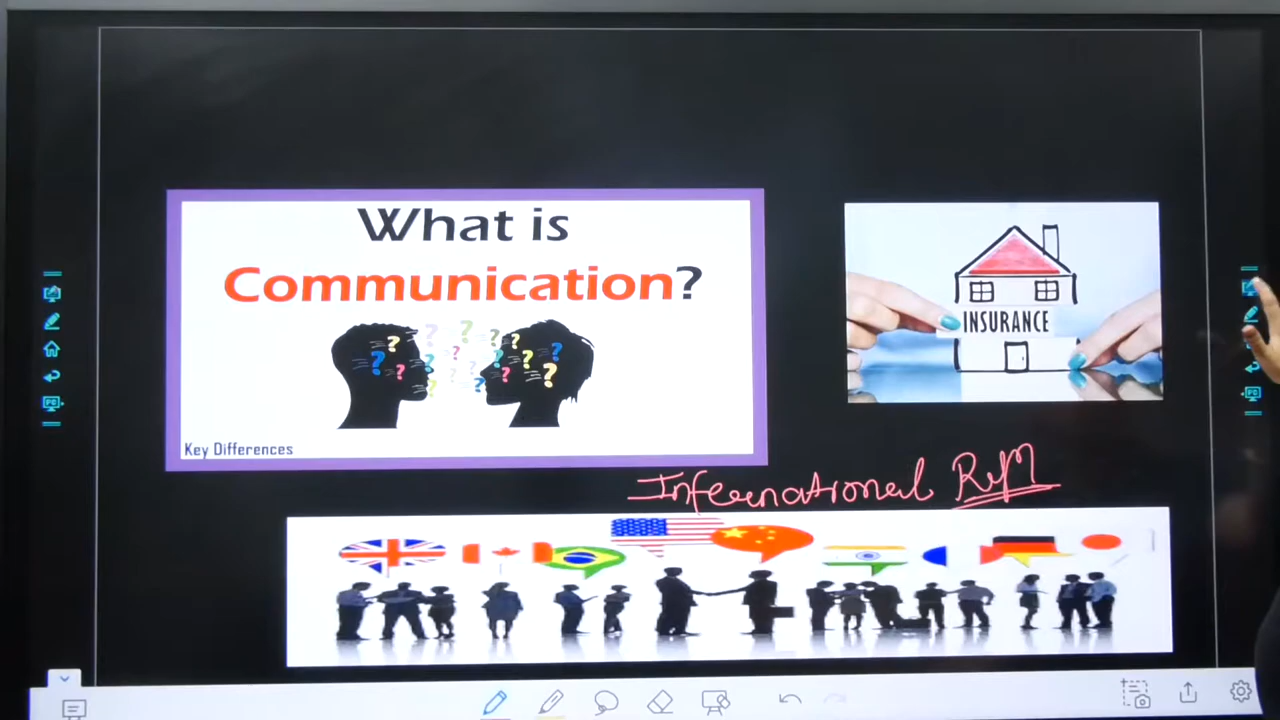 What is
Communication?
Key Differences
INSURANCE
International